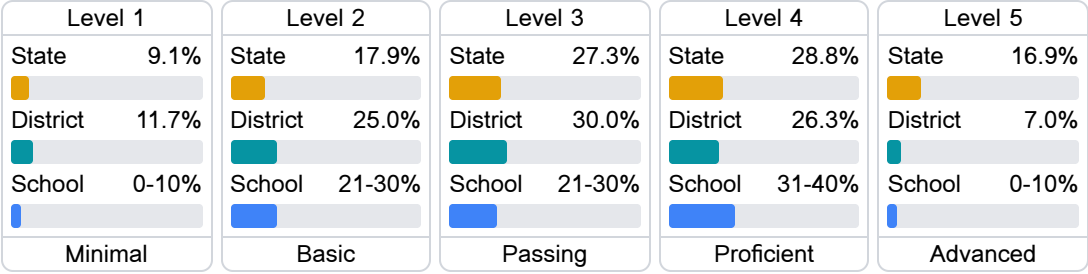 Level 1
State 9.1%
District 11.7%
School 0-10%
Minimal
Level 2
State 17.9%
District 25.0%
School 21-30%
Basic
Level 3
State 27.3%
District 30.0%
School 21-30%
Passing
Level 4
State 28.8%
District 26.3%
School 31-40%
Proficient
Level 5
State 16.9%
District 7.0%
School 0-10%
Advanced